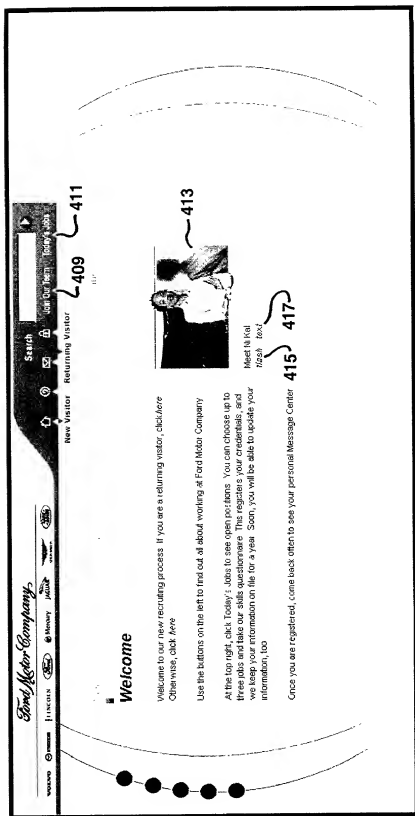 Ford Motor Company
VOLVO
LINCOLN
Ford
Mercury
JAGUAR
Search
Join Our Team Today's Jobs
411
409
New Visitor Returning Visitor
Welcome
Welcome to our new recruiting process If you are a returning visitor, click here
Otherwise, click here
413
Use the buttons on the left to find out all about working at Ford Motor Company
At the top right, click Today's Jobs to see open positions You can choose up to
three jobs and take our skills questionnaire This registers your credentials, and
we keep your information on file for a year Soon, you will be able to update your
information, too
Meet Ni Kal
flash text
415
417
Once you are registered, come back often to see your personal Message Center